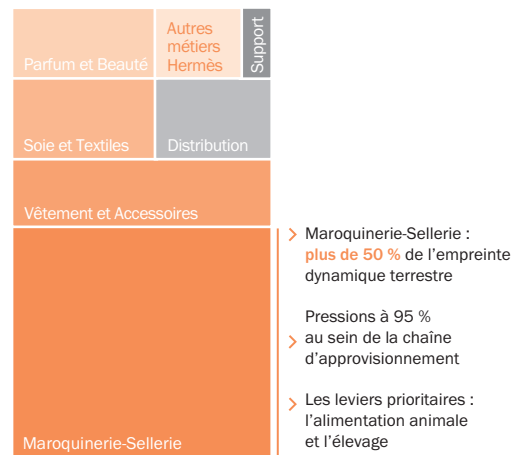 Parfum et Beauté
Autres
métiers
Hermès
Support
Soie et Textiles
Distribution
Vêtement et Accessoires
Maroquinerie-Sellerie
Maroquinerie-Sellerie :
plus de 50 % de l’empreinte
dynamique terrestre
Pressions à 95 %
au sein de la chaîne
d’approvisionnement
Les leviers prioritaires :
l’alimentation animale
et l’élevage